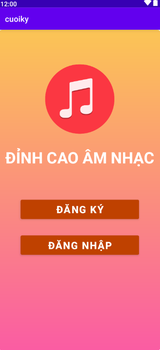 12:00
cuoiky
ĐỈNH CAO ÂM NHẠC
ĐĂNG KÝ
ĐĂNG NHẬP